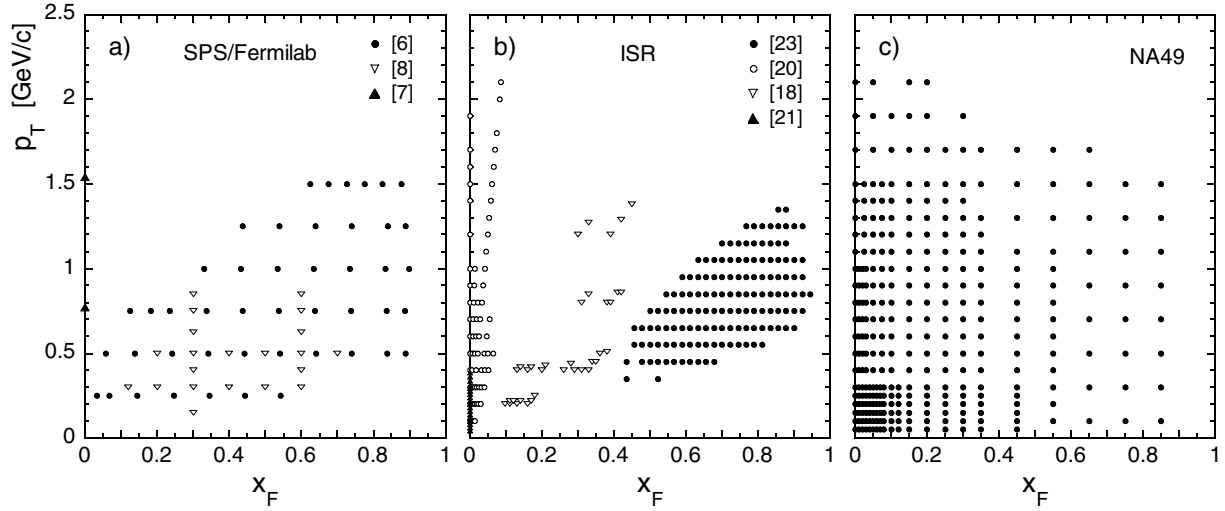 a) SPS/Fermilab
[6]
[8]
[7]
b) ISR
[23]
[20]
[18]
[21]
c) NA49
p_T [GeV/c]
2.5
2
1.5
1
0.5
0
0 0.2 0.4 0.6 0.8 1
0 0.2 0.4 0.6 0.8 1
0 0.2 0.4 0.6 0.8 1
x_F
x_F
x_F